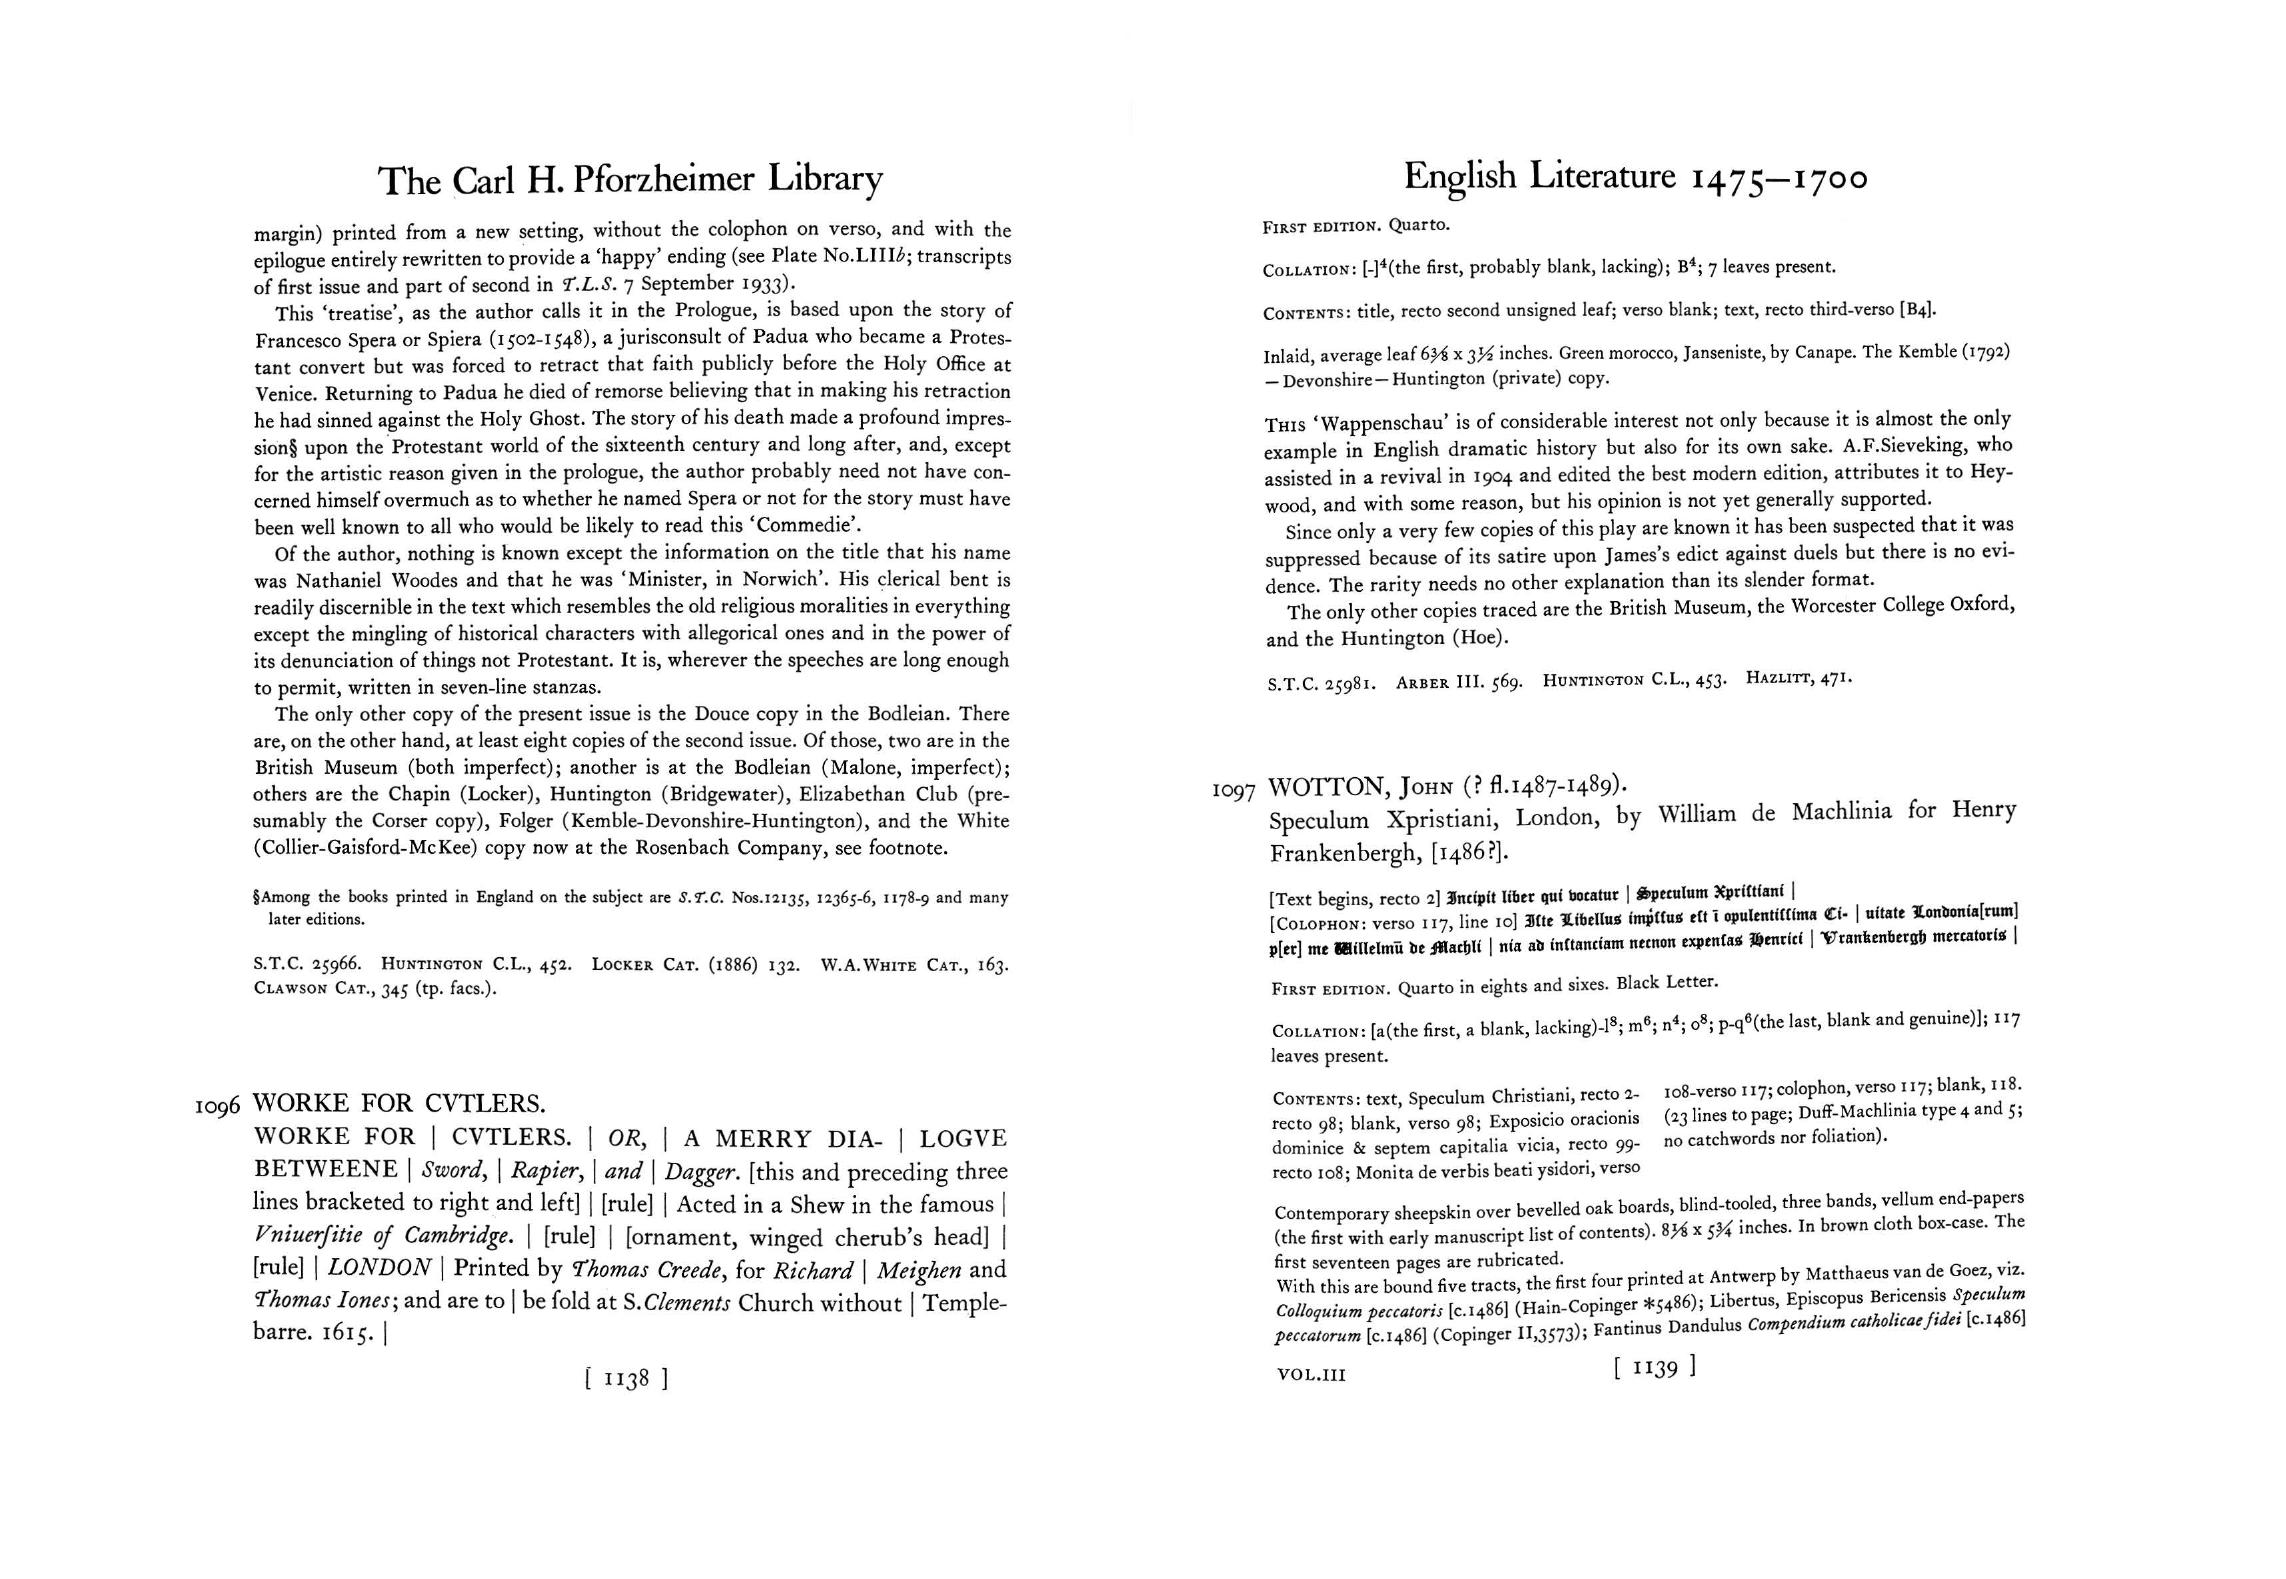 The Carl H. Pforzheimer Library
margin) printed from a new setting, without the colophon on verso, and with the
epilogue entirely rewritten to provide a ‘happy’ ending (see Plate No.LIIIb; transcripts
of first issue and part of second in T.L.S. 7 September 1933).
This ‘treatise’, as the author calls it in the Prologue, is based upon the story of
Francesco Spera or Spiera (1502-1548), a jurisconsult of Padua who became a Protes-
tant convert but was forced to retract that faith publicly before the Holy Office at
Venice. Returning to Padua he died of remorse believing that in making his retraction
he had sinned against the Holy Ghost. The story of his death made a profound impres-
sion§ upon the Protestant world of the sixteenth century and long after, and, except
for the artistic reason given in the prologue, the author probably need not have con-
cerned himself overmuch as to whether he named Spera or not for the story must have
been well known to all who would be likely to read this ‘Commedie’.
Of the author, nothing is known except the information on the title that his name
was Nathaniel Woodes and that he was ‘Minister, in Norwich’. His clerical bent is
readily discernible in the text which resembles the old religious moralities in everything
except the mingling of historical characters with allegorical ones and in the power of
its denunciation of things not Protestant. It is, wherever the speeches are long enough
to permit, written in seven-line stanzas.
The only other copy of the present issue is the Douce copy in the Bodleian. There
are, on the other hand, at least eight copies of the second issue. Of those, two are in the
British Museum (both imperfect); another is at the Bodleian (Malone, imperfect);
others are the Chapin (Locker), Huntington (Bridgewater), Elizabethan Club (pre-
sumably the Corser copy), Folger (Kemble-Devonshire-Huntington), and the White
(Collier-Gaisford-McKee) copy now at the Rosenbach Company, see footnote.
§Among the books printed in England on the subject are S.T.C. Nos.12135, 12365-6, 1178-9 and many
later editions.
S.T.C. 25966. HUNTINGTON C.L., 452. LOCKER CAT. (1886) 132. W.A.WHITE CAT., 163.
CLAWSON CAT., 345 (tp. facs.).
1096 WORKE FOR CVTLERS.
WORKE FOR | CVTLERS. | OR, | A MERRY DIA- | LOGVE
BETWEENE | Sword, | Rapier, | and | Dagger. [this and preceding three
lines bracketed to right and left] | [rule] | Acted in a Shew in the famous |
Vniuerſitie of Cambridge. | [rule] | [ornament, winged cherub’s head] |
[rule] | LONDON | Printed by Thomas Creede, for Richard | Meighen and
Thomas Iones; and are to | be ſold at S.Clements Church without | Temple-
barre. 1615. |
[ 1138 ]
English Literature 1475–1700
FIRST EDITION. Quarto.
COLLATION: [-]⁴(the first, probably blank, lacking); B⁴; 7 leaves present.
CONTENTS: title, recto second unsigned leaf; verso blank; text, recto third-verso [B4].
Inlaid, average leaf 6⅜ x 3½ inches. Green morocco, Janseniste, by Canape. The Kemble (1792)
—Devonshire—Huntington (private) copy.
THIS ‘Wappenschau’ is of considerable interest not only because it is almost the only
example in English dramatic history but also for its own sake. A.F.Sieveking, who
assisted in a revival in 1904 and edited the best modern edition, attributes it to Hey-
wood, and with some reason, but his opinion is not yet generally supported.
Since only a very few copies of this play are known it has been suspected that it was
suppressed because of its satire upon James’s edict against duels but there is no evi-
dence. The rarity needs no other explanation than its slender format.
The only other copies traced are the British Museum, the Worcester College Oxford,
and the Huntington (Hoe).
S.T.C. 25981. ARBER III. 569. HUNTINGTON C.L., 453. HAZLITT, 471.
1097 WOTTON, JOHN (? fl.1487-1489).
Speculum Xpristiani, London, by William de Machlinia for Henry
Frankenbergh, [1486?].
[Text begins, recto 2] Incipit liber qui vocatur | Speculum Xpriſtiani |
[COLOPHON: verso 117, line 10] Iſte Libellus impſſus eſt ī opulentiſſima Ci- | uitate Londonia[rum]
p[er] me Willelmū de Machli | nia ad inſtanciam necnon expenſas Henrici | Vrankenbergh mercatoris |
FIRST EDITION. Quarto in eights and sixes. Black Letter.
COLLATION: [a(the first, a blank, lacking)-l⁸; m⁶; n⁴; o⁸; p-q⁶(the last, blank and genuine)]; 117
leaves present.
CONTENTS: text, Speculum Christiani, recto 2-
recto 98; blank, verso 98; Exposicio oracionis
dominice & septem capitalia vicia, recto 99-
recto 108; Monita de verbis beati ysidori, verso
108-verso 117; colophon, verso 117; blank, 118.
(23 lines to page; Duff-Machlinia type 4 and 5;
no catchwords nor foliation).
Contemporary sheepskin over bevelled oak boards, blind-tooled, three bands, vellum end-papers
(the first with early manuscript list of contents). 8⅛ x 5¾ inches. In brown cloth box-case. The
first seventeen pages are rubricated.
With this are bound five tracts, the first four printed at Antwerp by Matthaeus van de Goez, viz.
Colloquium peccatoris [c.1486] (Hain-Copinger *5486); Libertus, Episcopus Bericensis Speculum
peccatorum [c.1486] (Copinger II,3573); Fantinus Dandulus Compendium catholicae fidei [c.1486]
VOL.III
[ 1139 ]